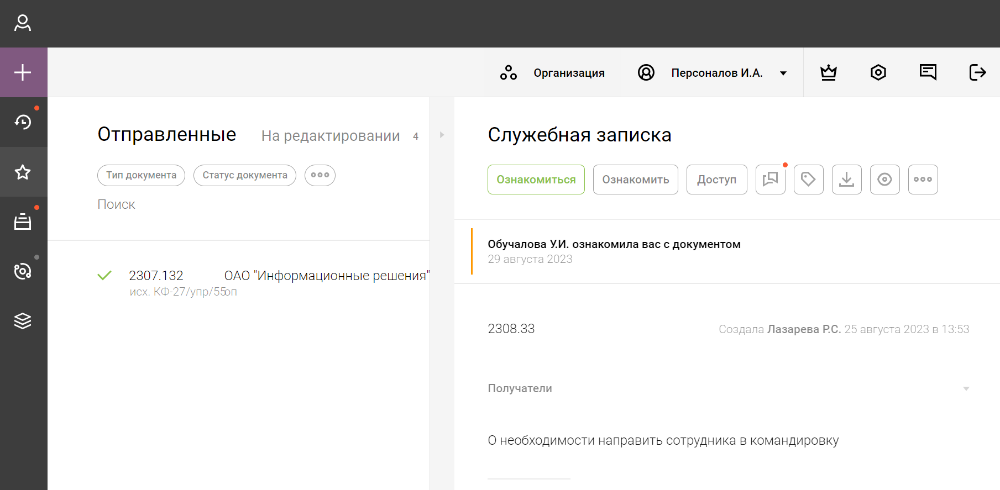 Организация
Персоналов И.А.
Отправленные
На редактировании 4
Тип документа
Статус документа
Поиск
2307.132
ОАО "Информационные решения"
исх. КФ-27/упр/55оп
Служебная записка
Ознакомиться
Ознакомить
Доступ
Обучалова У.И. ознакомила вас с документом
29 августа 2023
2308.33
Создала Лазарева Р.С. 25 августа 2023 в 13:53
Получатели
О необходимости направить сотрудника в командировку